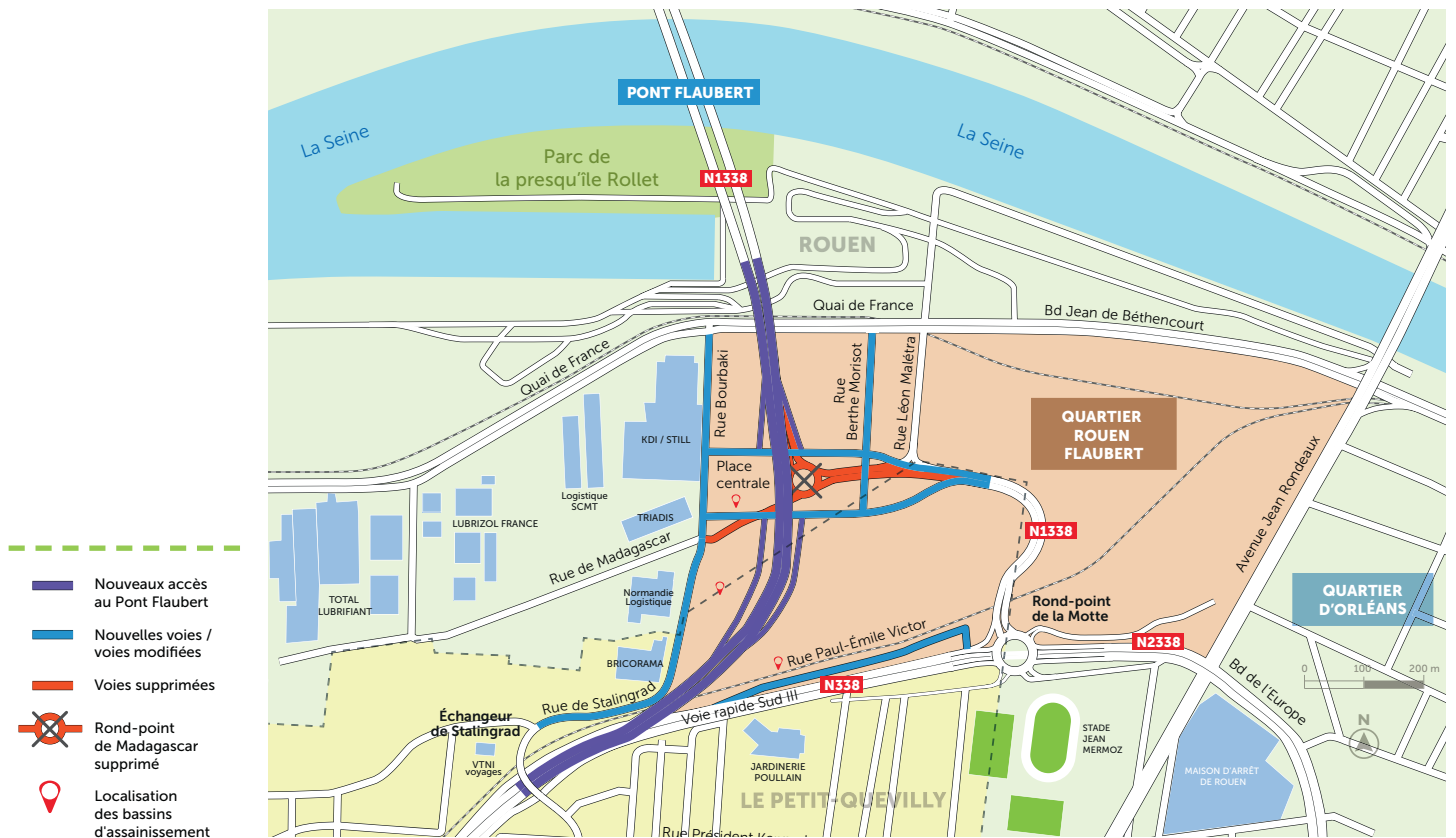 PONT FLAUBERT
La Seine
La Seine
Parc de
la presqu'île Rollet
N1338
ROUEN
Quai de France
Bd Jean de Béthencourt
Quai de France
Rue Bourbaki
Rue
Berthe Morisot
Rue Léon Malétra
QUARTIER
ROUEN
FLAUBERT
KDI / STILL
Place
centrale
Logistique
SCMT
TRIADIS
LUBRIZOL FRANCE
Rue de Madagascar
N1338
Avenue Jean Rondeaux
TOTAL
LUBRIFIANT
Normandie
Logistique
QUARTIER
D'ORLÉANS
Rond-point
de la Motte
N2338
Rue Paul-Émile Victor
BRICORAMA
N338
Rue de Stalingrad
Voie rapide Sud III
Bd de l'Europe
0 100 200 m
N
Échangeur
de Stalingrad
VTNI
voyages
JARDINERIE
POULLAIN
STADE
JEAN
MERMOZ
MAISON D'ARRÊT
DE ROUEN
LE PETIT-QUEVILLY
Rue Président
Nouveaux accès
au Pont Flaubert
Nouvelles voies /
voies modifiées
Voies supprimées
Rond-point
de Madagascar
supprimé
Localisation
des bassins
d'assainissement